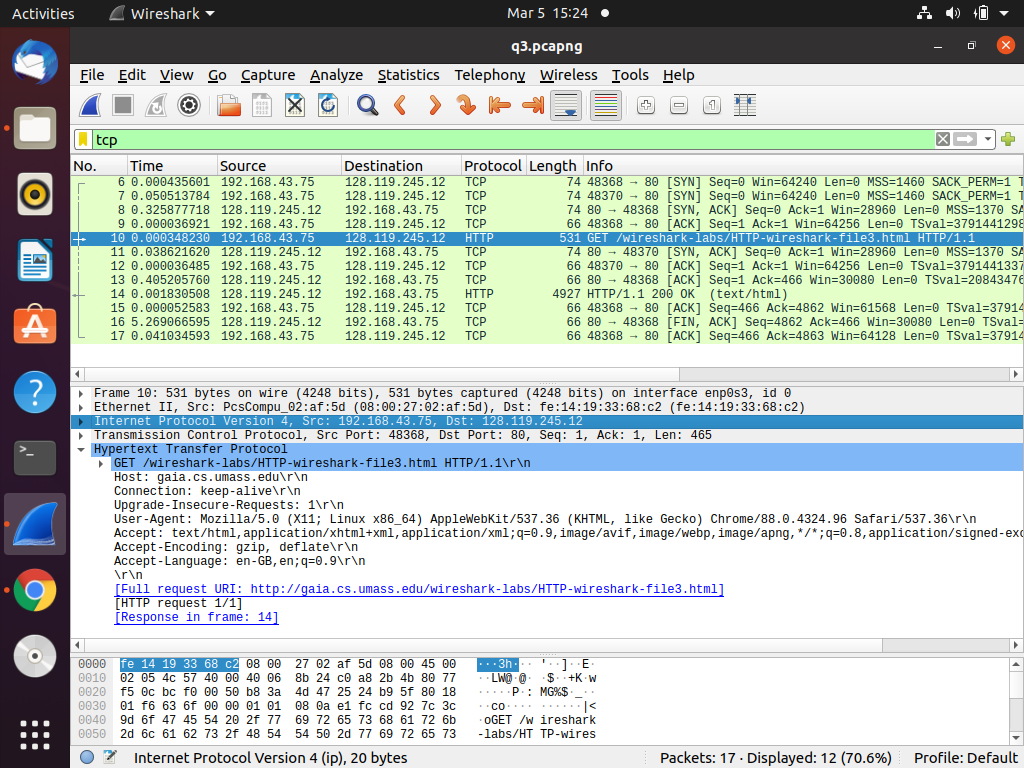 Activities Wireshark Mar 5 15:24
q3.pcapng
File Edit View Go Capture Analyze Statistics Telephony Wireless Tools Help
tcp
No. Time Source Destination Protocol Length Info
6 0.000435601 192.168.43.75 128.119.245.12 TCP 74 48368 → 80 [SYN] Seq=0 Win=64240 Len=0 MSS=1460 SACK_PERM=1 T
7 0.050513784 192.168.43.75 128.119.245.12 TCP 74 48370 → 80 [SYN] Seq=0 Win=64240 Len=0 MSS=1460 SACK_PERM=1 T
8 0.325877718 128.119.245.12 192.168.43.75 TCP 74 80 → 48368 [SYN, ACK] Seq=0 Ack=1 Win=28960 Len=0 MSS=1370 SA
9 0.000036921 192.168.43.75 128.119.245.12 TCP 66 48368 → 80 [ACK] Seq=1 Ack=1 Win=64256 Len=0 TSval=3791441298
10 0.000348230 192.168.43.75 128.119.245.12 HTTP 531 GET /wireshark-labs/HTTP-wireshark-file3.html HTTP/1.1
11 0.038621620 128.119.245.12 192.168.43.75 TCP 74 80 → 48370 [SYN, ACK] Seq=0 Ack=1 Win=28960 Len=0 MSS=1370 SA
12 0.000036485 192.168.43.75 128.119.245.12 TCP 66 48370 → 80 [ACK] Seq=1 Ack=1 Win=64256 Len=0 TSval=3791441337
13 0.405205760 128.119.245.12 192.168.43.75 TCP 66 80 → 48368 [ACK] Seq=1 Ack=466 Win=30080 Len=0 TSval=20843476
14 0.001830508 128.119.245.12 192.168.43.75 HTTP 4927 HTTP/1.1 200 OK (text/html)
15 0.000052583 192.168.43.75 128.119.245.12 TCP 66 48368 → 80 [ACK] Seq=466 Ack=4862 Win=61568 Len=0 TSval=37914
16 5.269066595 128.119.245.12 192.168.43.75 TCP 66 80 → 48368 [FIN, ACK] Seq=4862 Ack=466 Win=30080 Len=0 TSval=
17 0.041034593 192.168.43.75 128.119.245.12 TCP 66 48368 → 80 [ACK] Seq=466 Ack=4863 Win=64128 Len=0 TSval=37914
Frame 10: 531 bytes on wire (4248 bits), 531 bytes captured (4248 bits) on interface enp0s3, id 0
Ethernet II, Src: PcsCompu_02:af:5d (08:00:27:02:af:5d), Dst: fe:14:19:33:68:c2 (fe:14:19:33:68:c2)
Internet Protocol Version 4, Src: 192.168.43.75, Dst: 128.119.245.12
Transmission Control Protocol, Src Port: 48368, Dst Port: 80, Seq: 1, Ack: 1, Len: 465
Hypertext Transfer Protocol
GET /wireshark-labs/HTTP-wireshark-file3.html HTTP/1.1\r\n
Host: gaia.cs.umass.edu\r\n
Connection: keep-alive\r\n
Upgrade-Insecure-Requests: 1\r\n
User-Agent: Mozilla/5.0 (X11; Linux x86_64) AppleWebKit/537.36 (KHTML, like Gecko) Chrome/88.0.4324.96 Safari/537.36\r\n
Accept: text/html,application/xhtml+xml,application/xml;q=0.9,image/avif,image/webp,image/apng,*/*;q=0.8,application/signed-exc
Accept-Encoding: gzip, deflate\r\n
Accept-Language: en-GB,en;q=0.9\r\n
\r\n
[Full request URI: http://gaia.cs.umass.edu/wireshark-labs/HTTP-wireshark-file3.html]
[HTTP request 1/1]
[Response in frame: 14]
0000 fe 14 19 33 68 c2 08 00 27 02 af 5d 08 00 45 00 ···3h··· '··]··E·
0010 02 05 4c 57 40 00 40 06 8b 24 c0 a8 2b 4b 80 77 ··LW@·@· ·$··+K·w
0020 f5 0c bc f0 00 50 b8 3a 4d 47 25 24 b9 5f 80 18 ·····P·: MG%$·_··
0030 01 f6 63 6f 00 00 01 01 08 0a e1 fc cd 92 7c 3c ··co···· ······|<
0040 9d 6f 47 45 54 20 2f 77 69 72 65 73 68 61 72 6b ·oGET /w ireshark
0050 2d 6c 61 62 73 2f 48 54 54 50 2d 77 69 72 65 73 -labs/HT TP-wires
Internet Protocol Version 4 (ip), 20 bytes Packets: 17 · Displayed: 12 (70.6%) Profile: Default